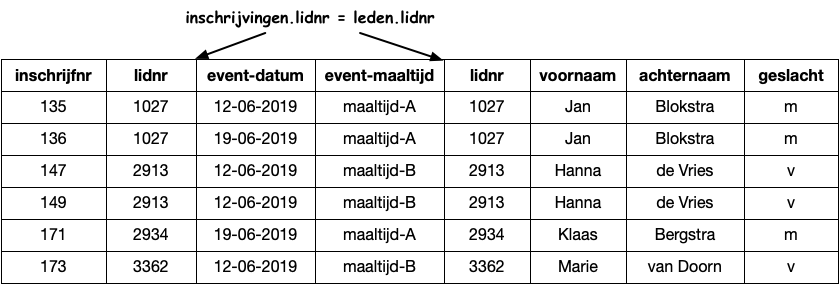 inschrijvingen.lidnr = leden.lidnr
inschrijfnr lidnr event-datum event-maaltijd lidnr voornaam achternaam geslacht
135 1027 12-06-2019 maaltijd-A 1027 Jan Blokstra m
136 1027 19-06-2019 maaltijd-A 1027 Jan Blokstra m
147 2913 12-06-2019 maaltijd-B 2913 Hanna de Vries v
149 2913 12-06-2019 maaltijd-B 2913 Hanna de Vries v
171 2934 19-06-2019 maaltijd-A 2934 Klaas Bergstra m
173 3362 12-06-2019 maaltijd-B 3362 Marie van Doorn v